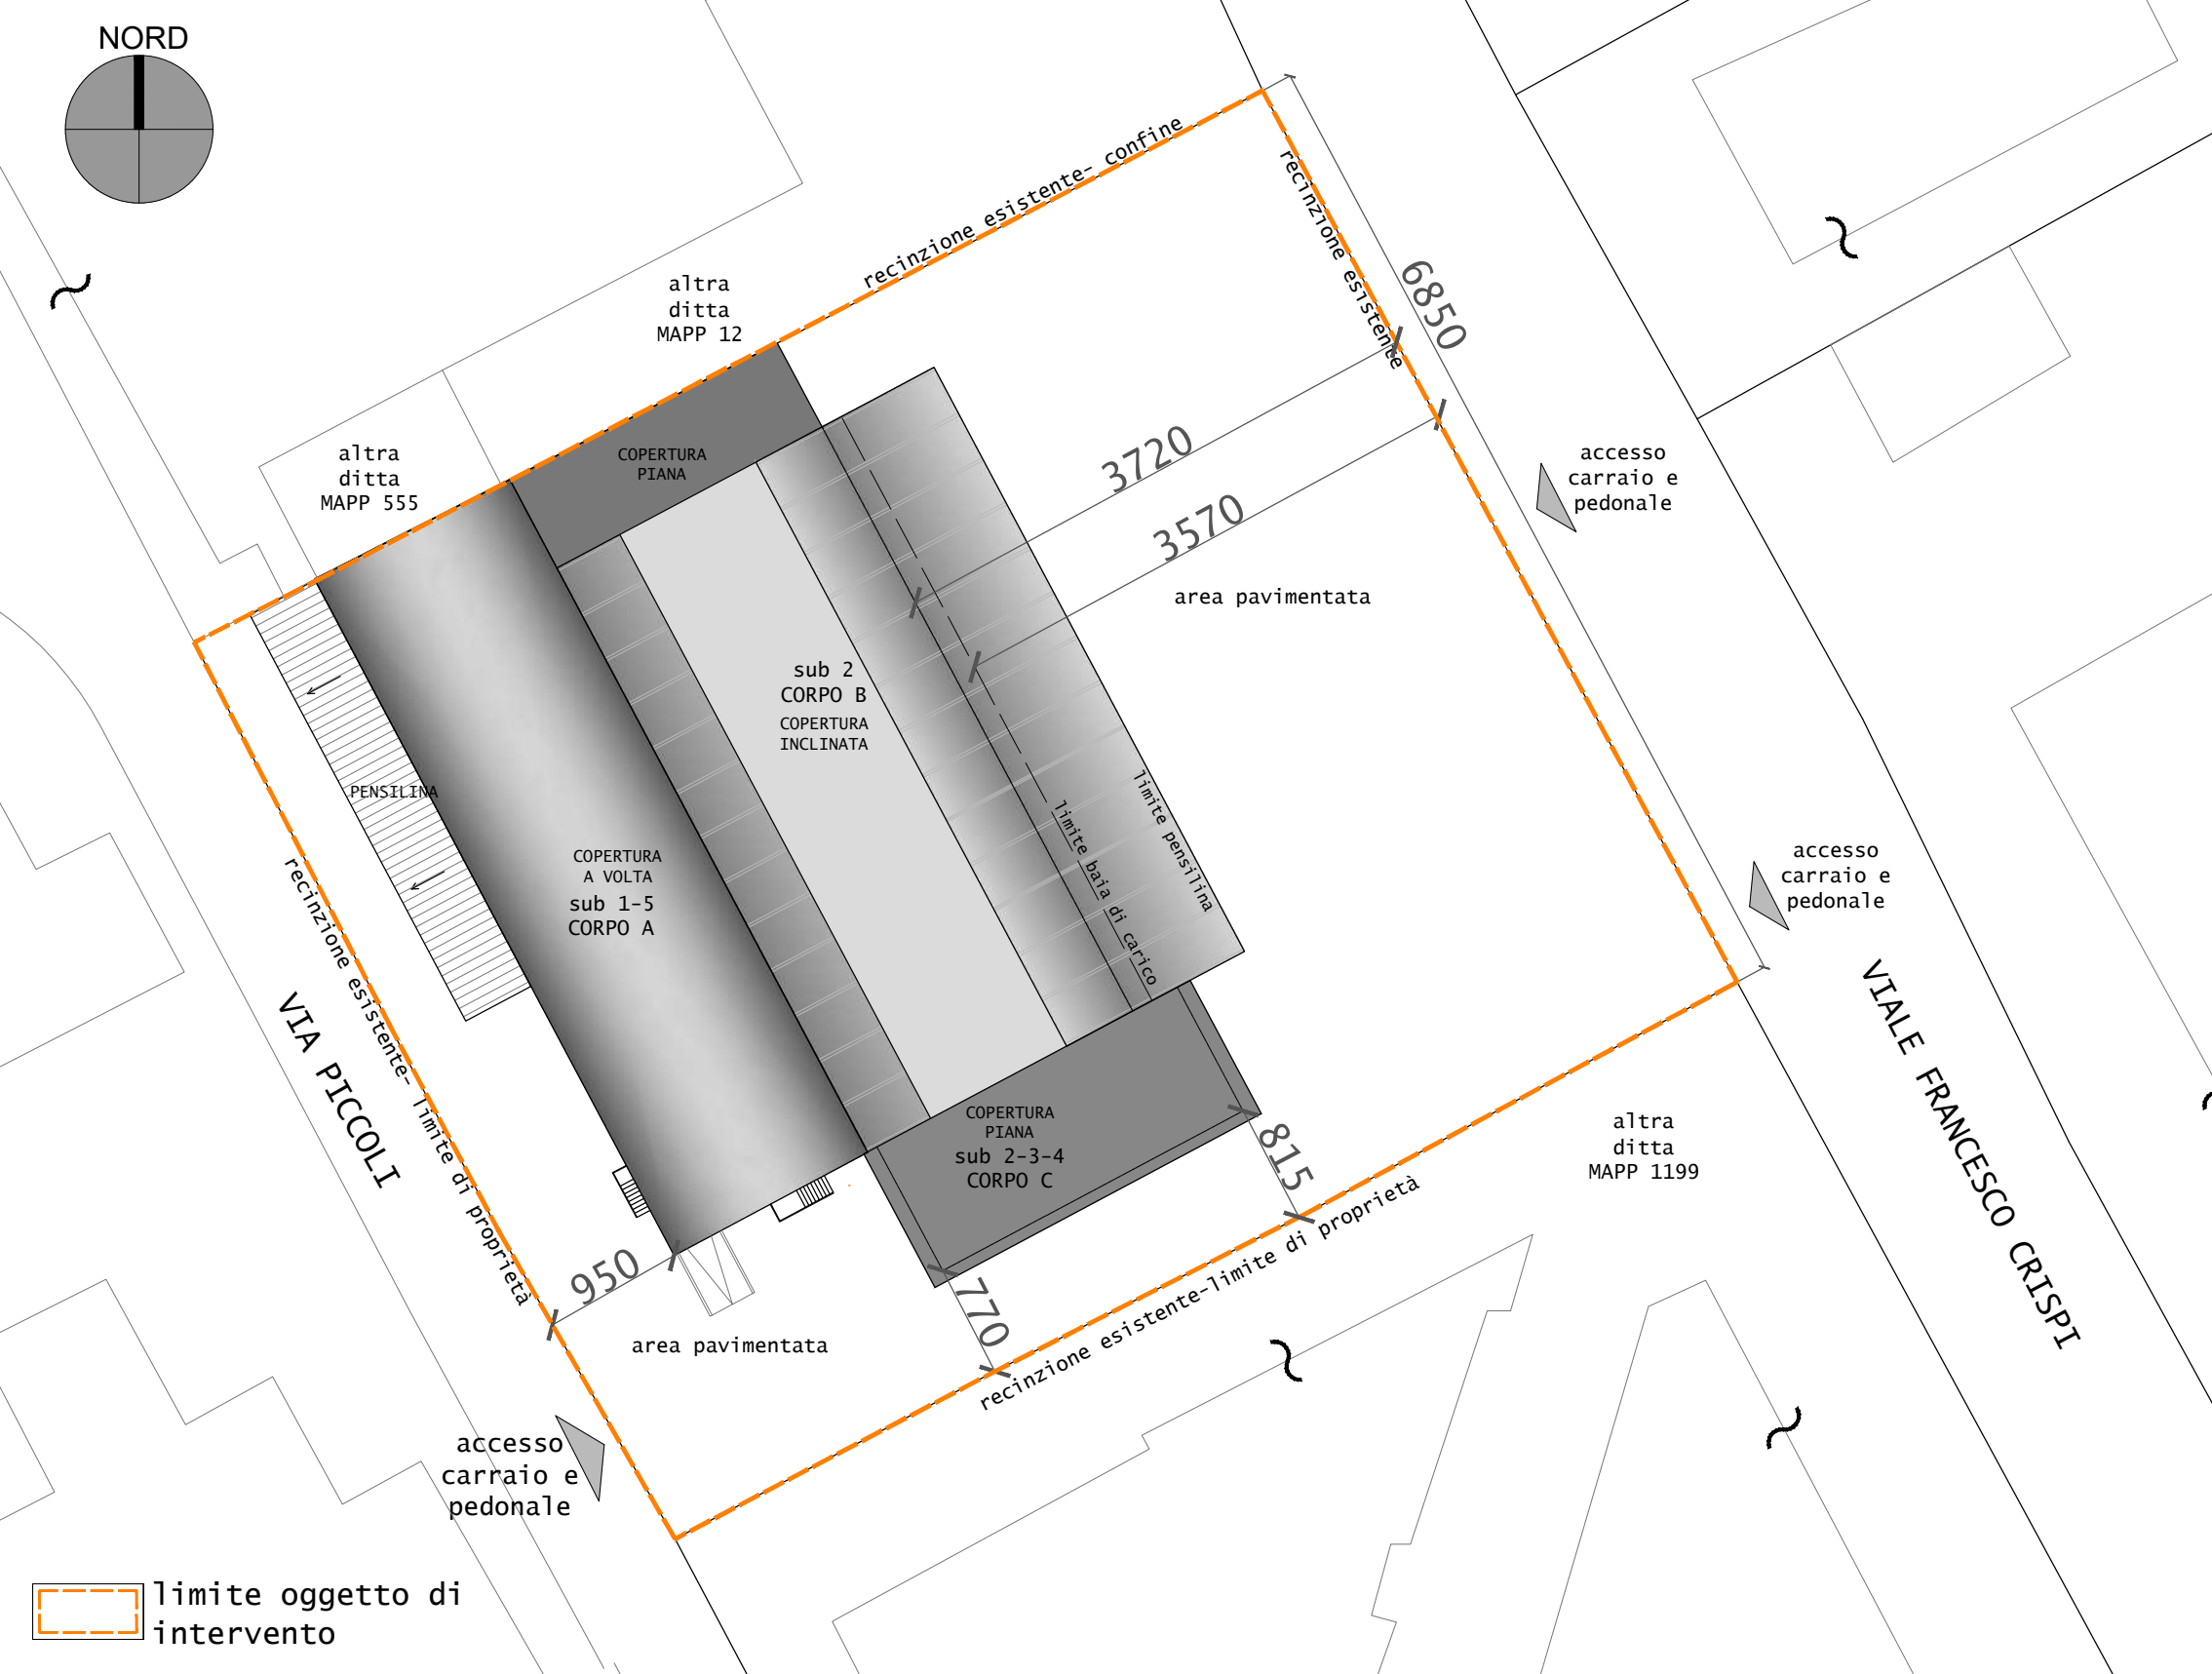 NORD
recinzione esistente- confine
recinzione esistente
6850
altra
ditta
MAPP 12
altra
ditta
MAPP 555
COPERTURA
PIANA
3720
3570
accesso
carraio e
pedonale
area pavimentata
sub 2
CORPO B
COPERTURA
INCLINATA
PENSILINA
limite pensilina
limite baia di carico
COPERTURA
A VOLTA
sub 1-5
CORPO A
accesso
carraio e
pedonale
recinzione esistente- limite di proprietà
VIA PICCOLI
VIALE FRANCESCO CRISPI
COPERTURA
PIANA
sub 2-3-4
CORPO C
815
altra
ditta
MAPP 1199
950
770
recinzione esistente-limite di proprietà
area pavimentata
accesso
carraio e
pedonale
limite oggetto di
intervento